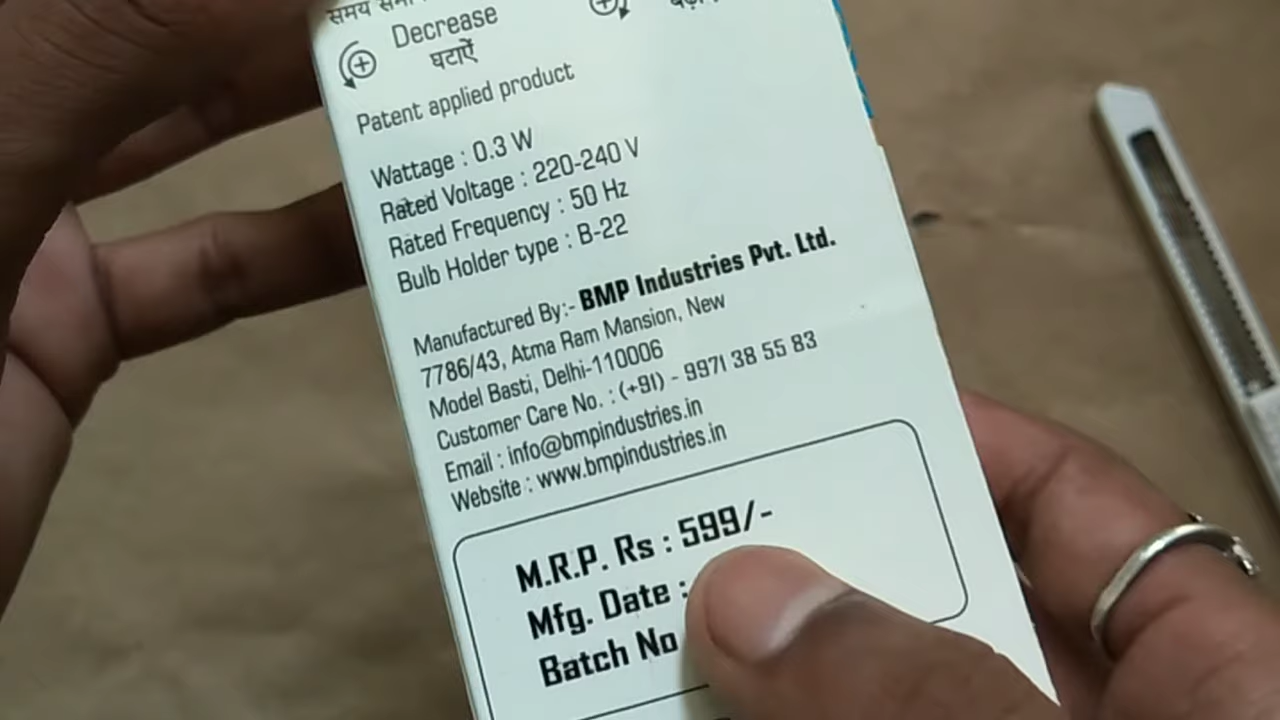 समय
Decrease
घटाऐं
Patent applied product
Wattage : 0.3 W
Rated Voltage : 220-240 V
Rated Frequency : 50 Hz
Bulb Holder type : B-22
Manufactured By:- BMP Industries Pvt. Ltd.
7786/43, Atma Ram Mansion, New
Model Basti, Delhi-110006
Customer Care No. : (+91) - 9971 38 55 83
Email : info@bmpindustries.in
Website : www.bmpindustries.in
M.R.P. Rs : 599/-
Mfg. Date :
Batch No